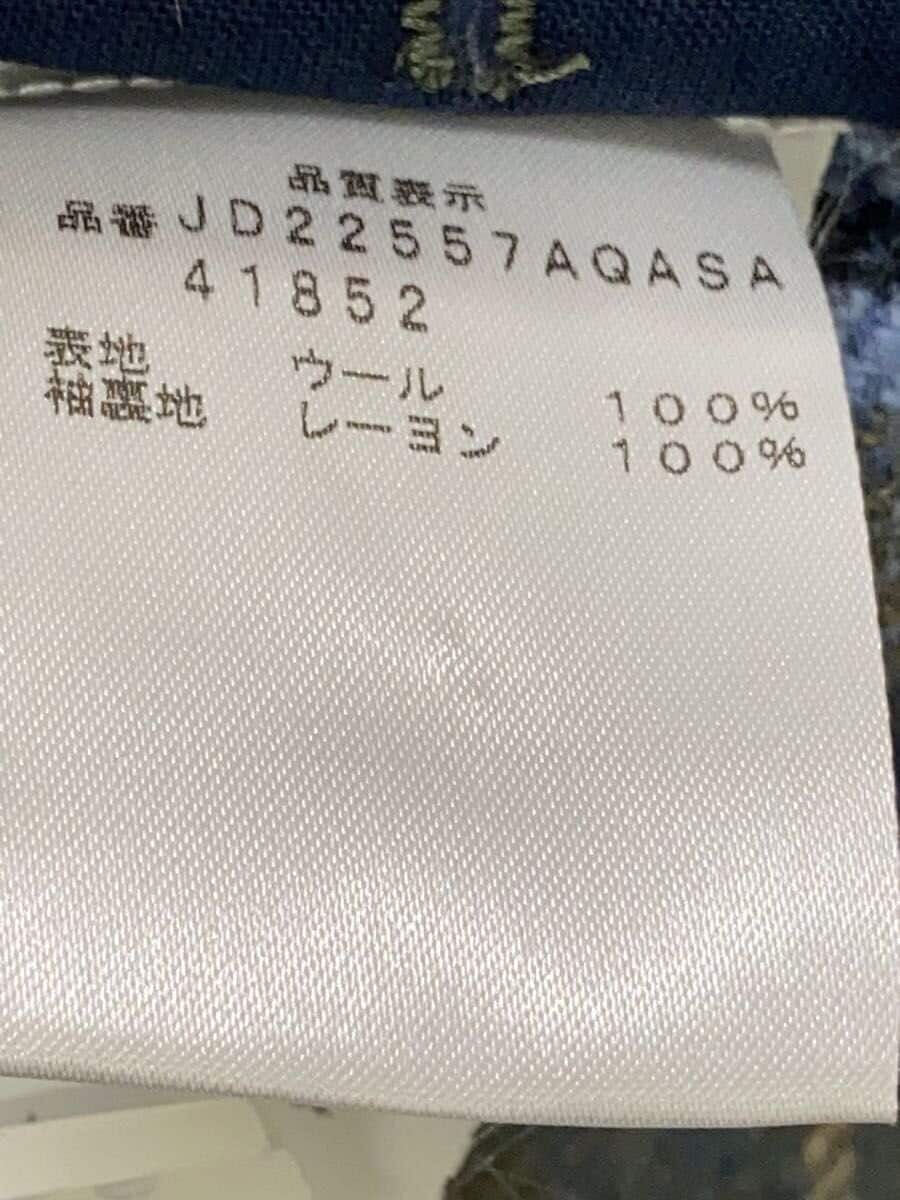 品質表示
品番 JD22557AQASA
41852
表地 ウール 100%
袖裏地 レーヨン 100%